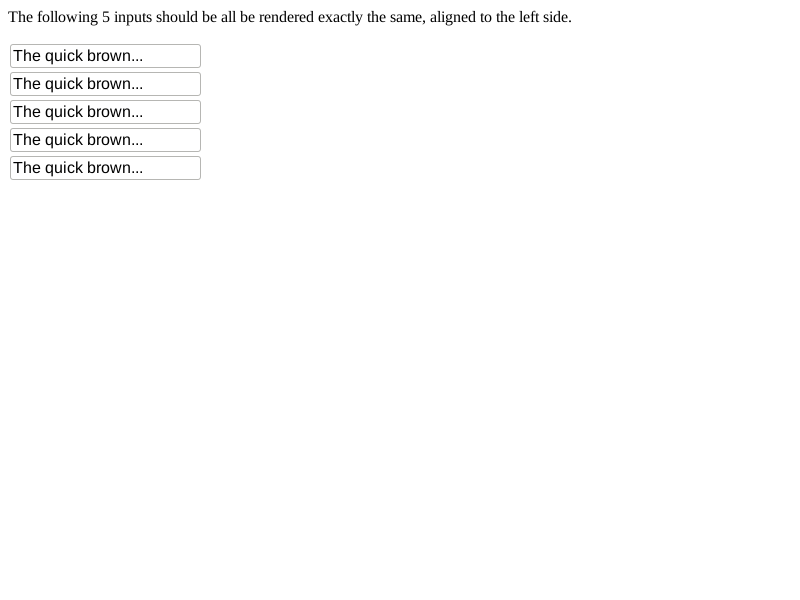 The following 5 inputs should be all be rendered exactly the same, aligned to the left side.
The quick brown...
The quick brown...
The quick brown...
The quick brown...
The quick brown...